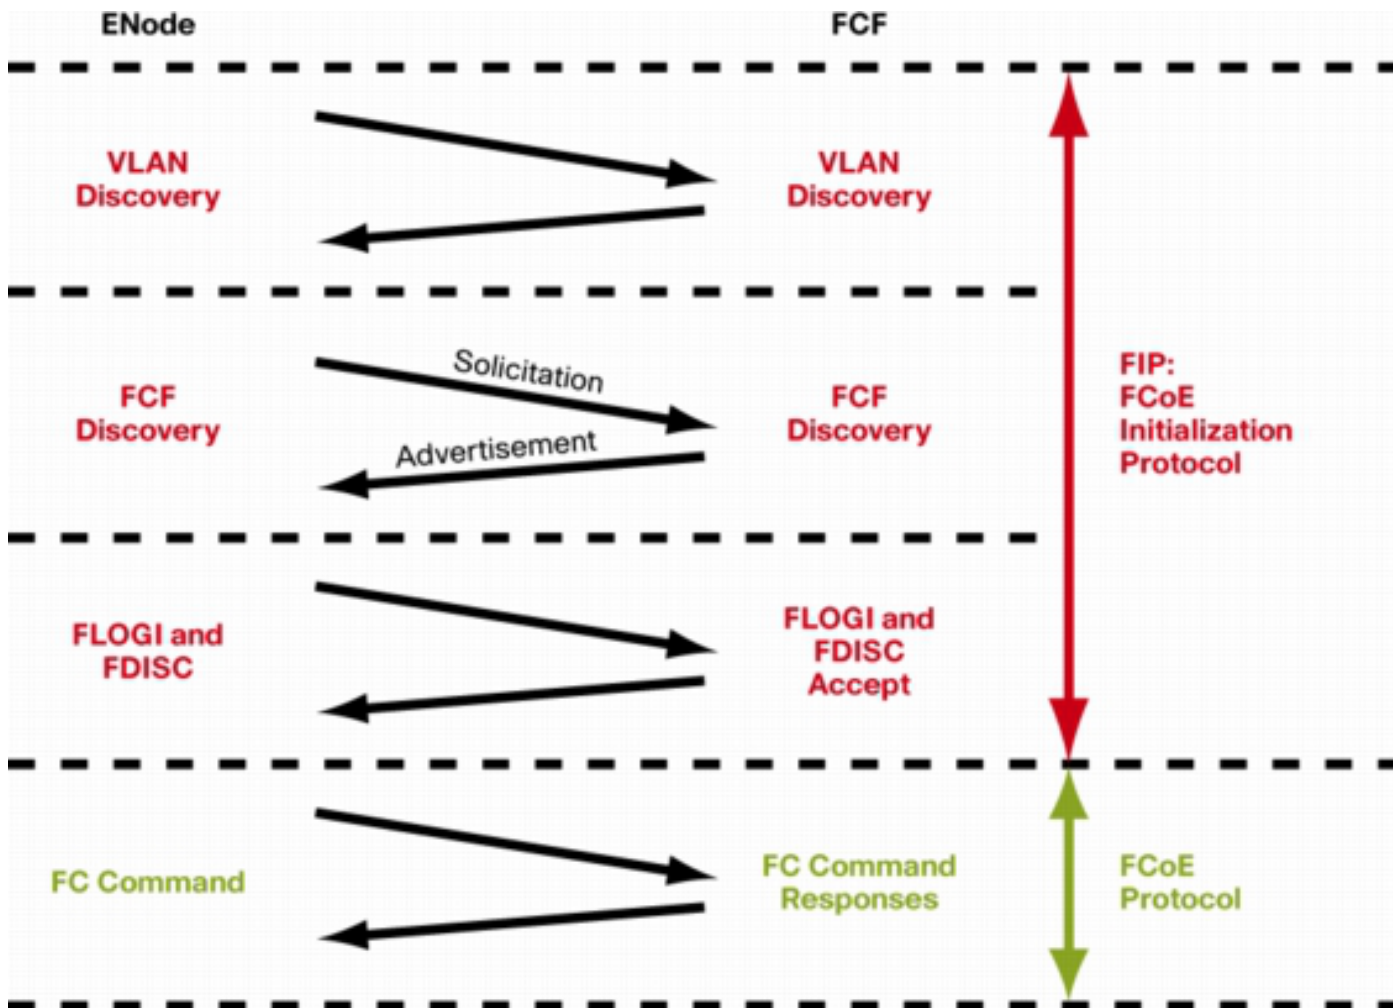 ENode
FCF
VLAN
Discovery
VLAN
Discovery
FCF
Discovery
Solicitation
Advertisement
FCF
Discovery
FIP:
FCoE
Initialization
Protocol
FLOGI and
FDISC
FLOGI and
FDISC
Accept
FC Command
FC Command
Responses
FCoE
Protocol